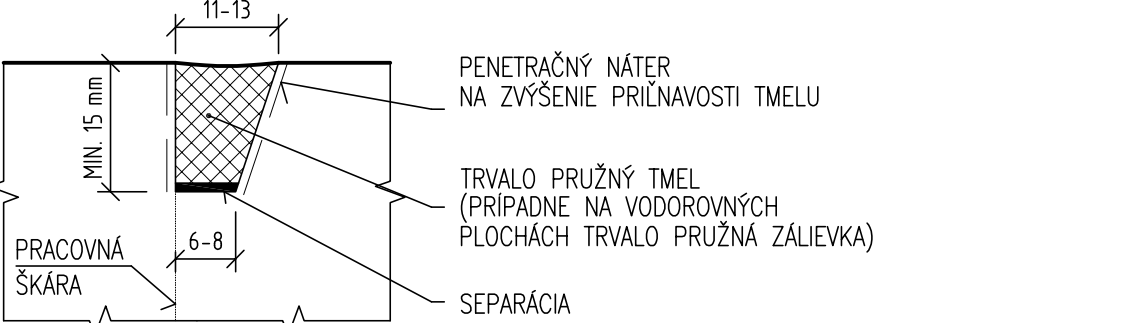 11-13
PENETRAČNÝ NÁTER
NA ZVÝŠENIE PRIĽNAVOSTI TMELU
MIN. 15 mm
TRVALO PRUŽNÝ TMEL
(PRÍPADNE NA VODOROVNÝCH
PLOCHÁCH TRVALO PRUŽNÁ ZÁLIEVKA)
6-8
PRACOVNÁ
ŠKÁRA
SEPARÁCIA